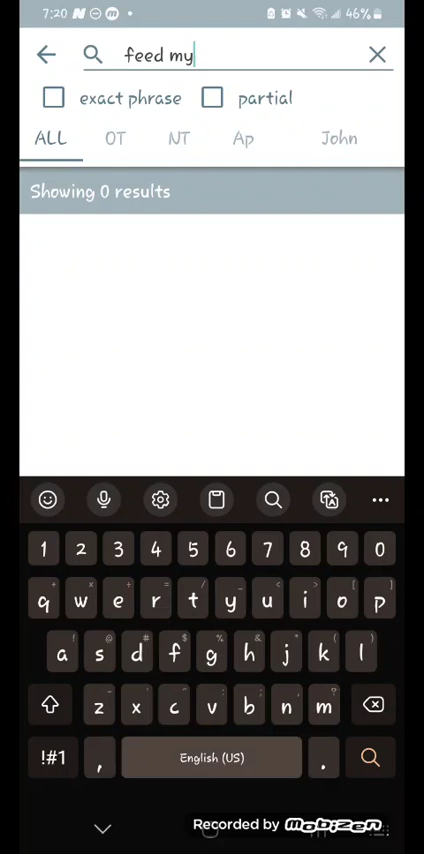 7:20 N m 46%
feed my
exact phrase partial
ALL OT NT Ap John
Showing 0 results
1 2 3 4 5 6 7 8 9 0
q w e r t y u i o p
a s d f g h j k l
z x c v b n m
!#1 , English (US) .
Recorded by MOBIZEN